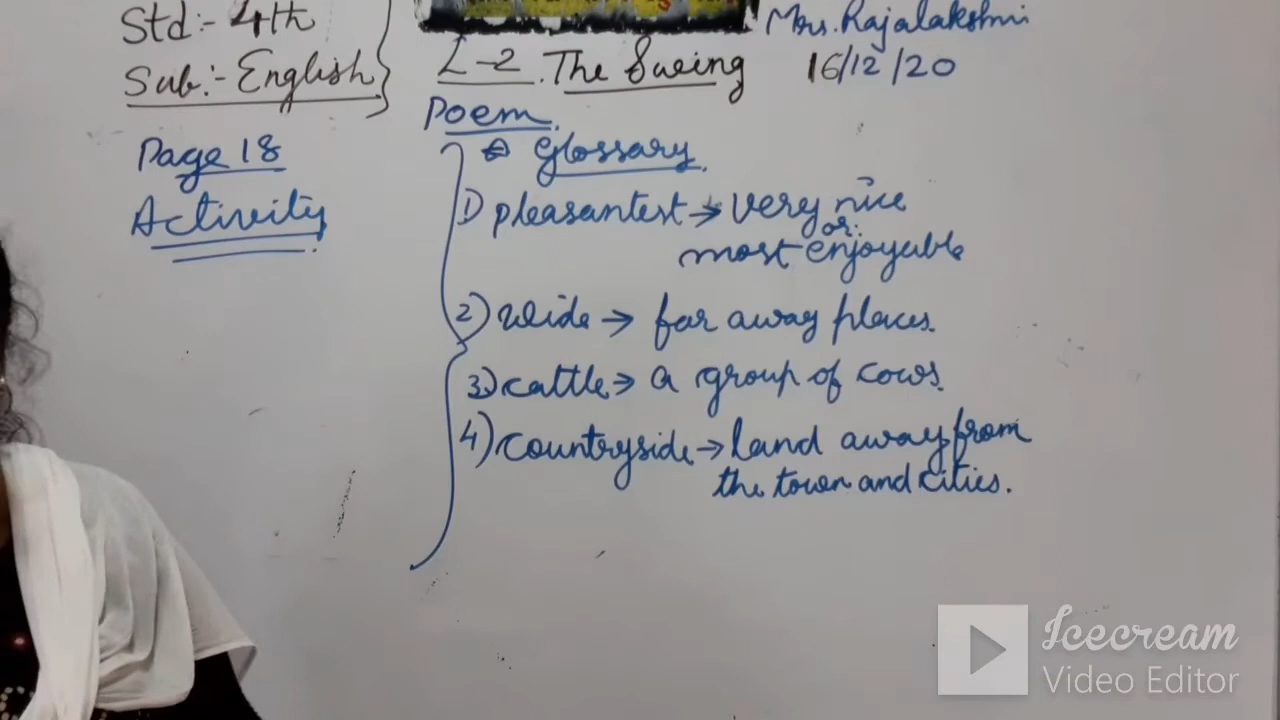 Std:- 4th
Sub:- English
Mrs. Rajalakshmi
L-2. The Swing
16/12/20
Poem.
Page 18
Activity
Glossary
1) pleasantest → very nice
or
most enjoyable
2) Wide → far away places.
3) cattle → a group of cows.
4) countryside → Land away from
the town and cities.
Icecream
Video Editor